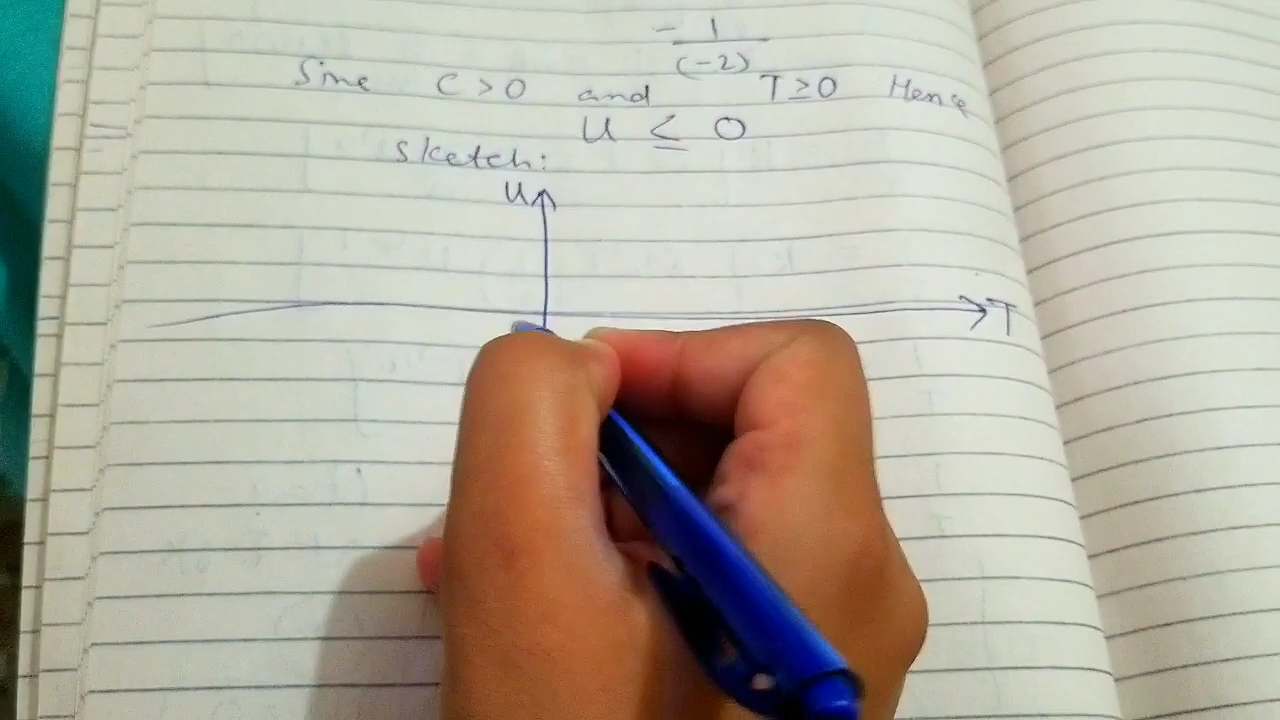 -1
(-2)
Sine C > 0 and T ≥ 0 Hence
U ≤ 0
Sketch:
U
T